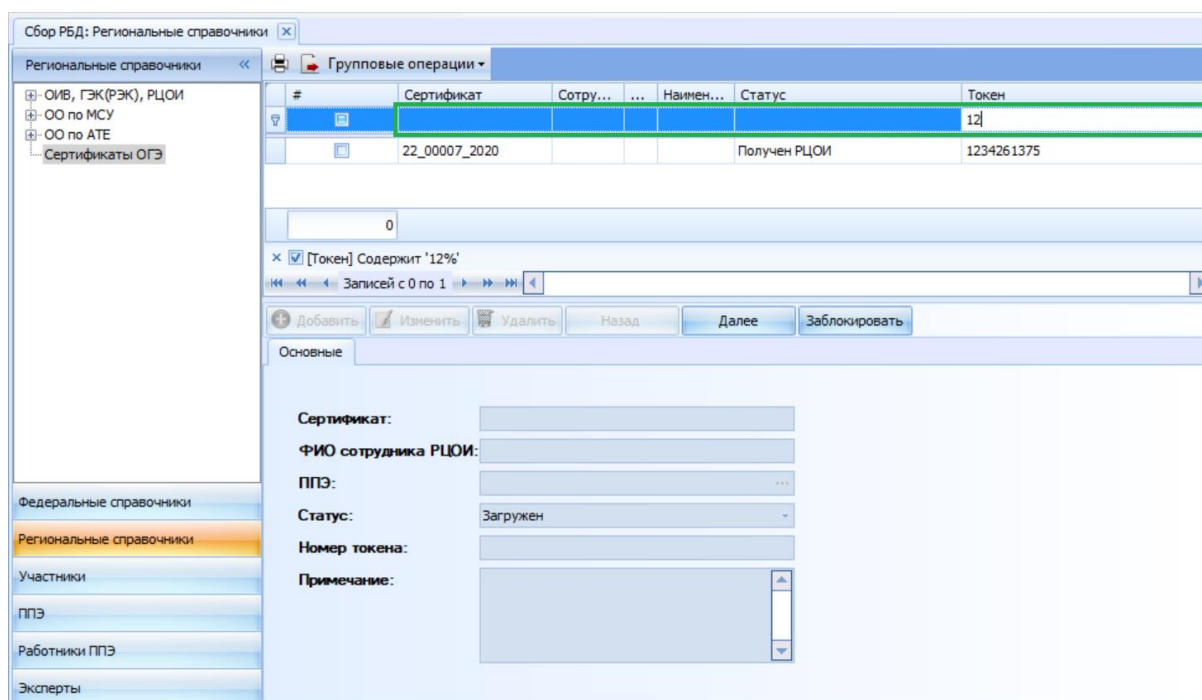 Сбор РБД: Региональные справочники
Региональные справочники «
Групповые операции
ОИВ, ГЭК(РЭК), РЦОИ
ОО по МСУ
ОО по АТЕ
Сертификаты ОГЭ
# Сертификат Сотру... ... Наимен... Статус Токен
12
22_00007_2020 Получен РЦОИ 1234261375
0
[Токен] Содержит '12%'
Записей с 0 по 1
Добавить Изменить Удалить Назад Далее Заблокировать
Основные
Сертификат:
ФИО сотрудника РЦОИ:
ППЭ: ...
Статус: Загружен
Номер токена:
Примечание:
Федеральные справочники
Региональные справочники
Участники
ППЭ
Работники ППЭ
Эксперты